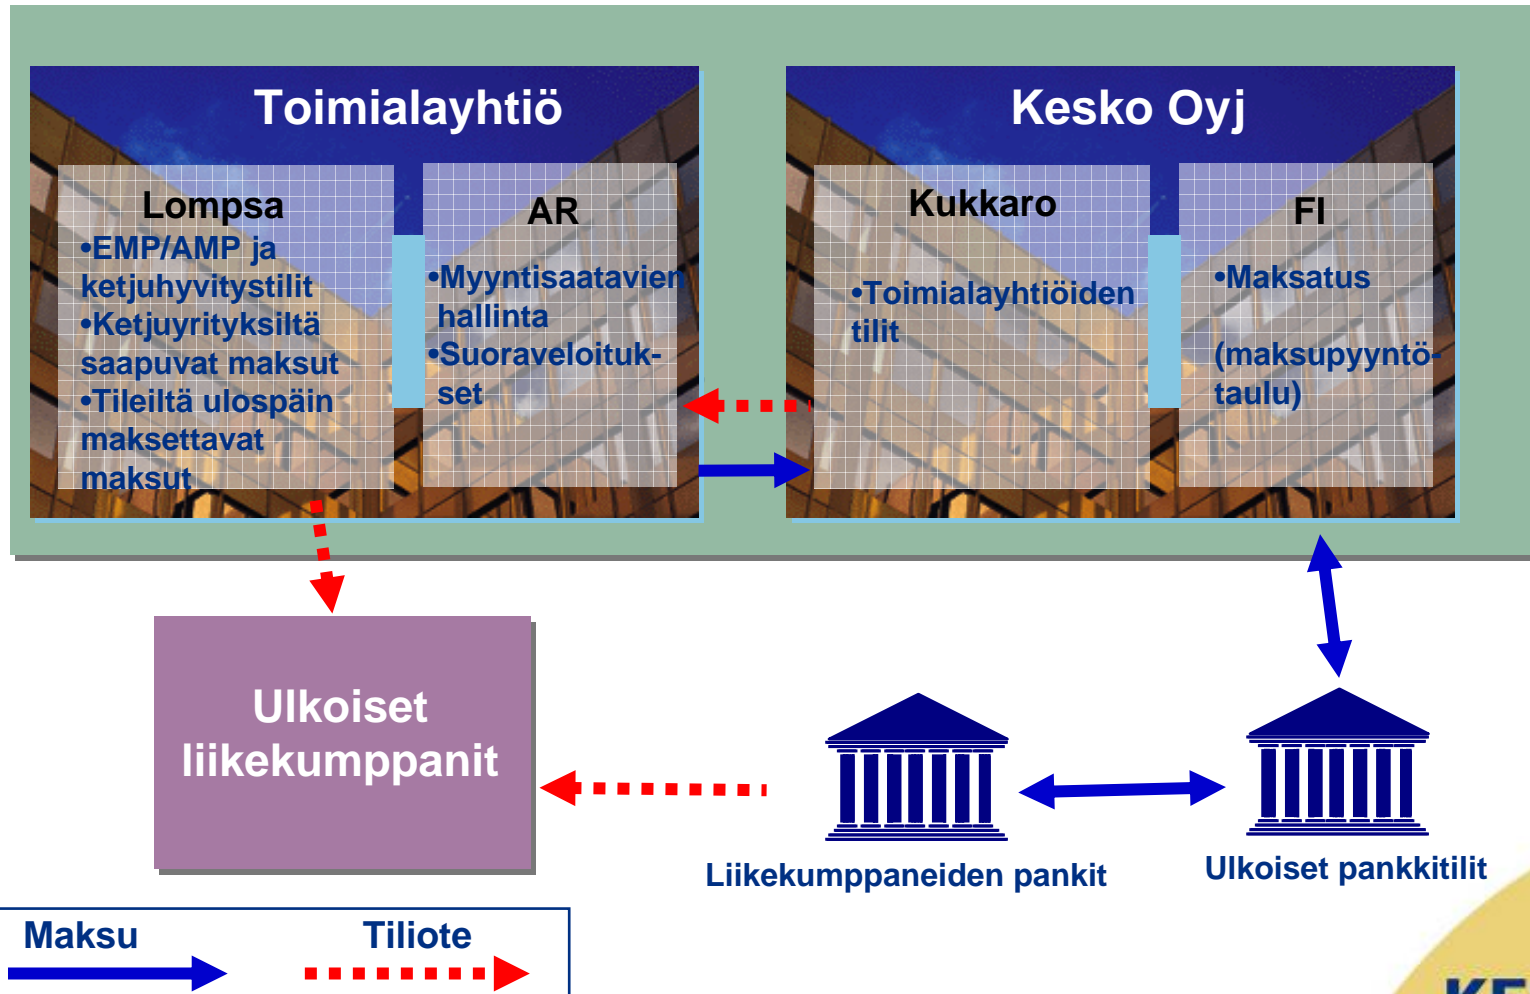 Toimialayhtiö
Lompsa
•EMP/AMP ja
ketjuhyvitystilit
•Ketjuyrityksiltä
saapuvat maksut
•Tileiltä ulospäin
maksettavat
maksut
AR
•Myyntisaatavien
hallinta
•Suoraveloituk-
set
Kesko Oyj
Kukkaro
•Toimialayhtiöiden
tilit
FI
•Maksatus
(maksupyyntö-
taulu)
Ulkoiset
liikekumppanit
Liikekumppaneiden pankit
Ulkoiset pankkitilit
Maksu
Tiliote